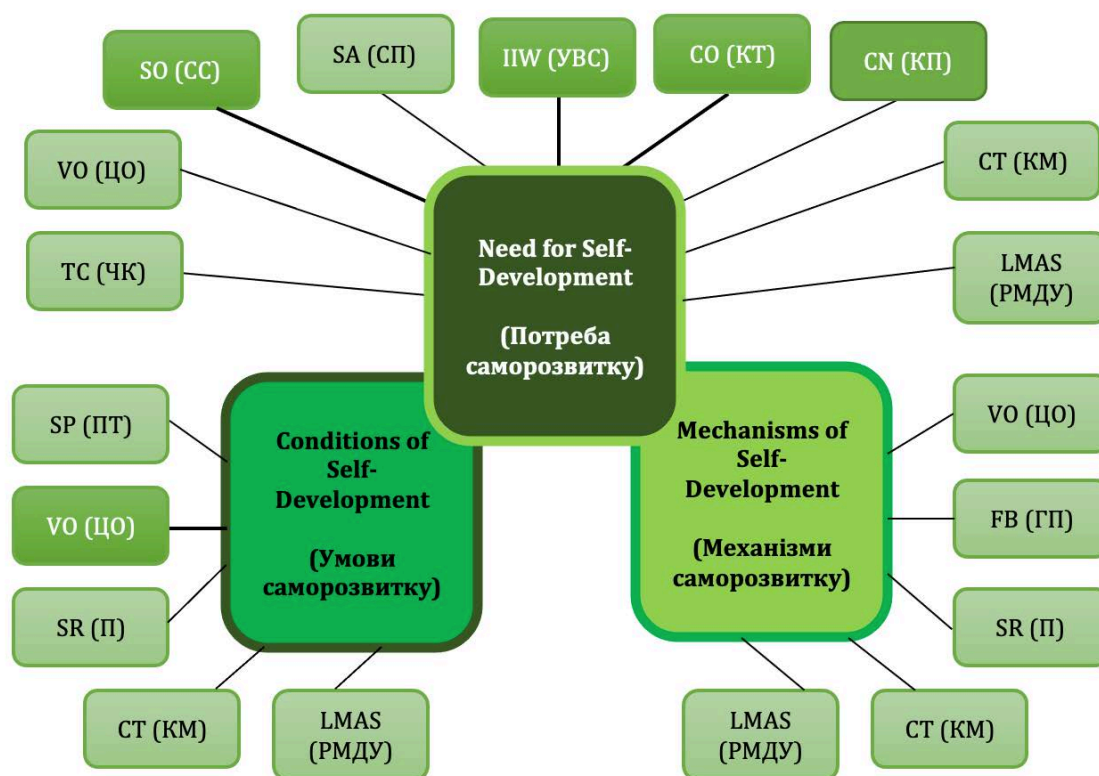 SO (CC)
SA (СП)
IIW (УВС)
CO (КТ)
CN (КП)
VO (ЦО)
CT (КМ)
TC (ЧК)
LMAS
(РМДУ)
Need for Self-
Development
(Потреба
саморозвитку)
SP (ПТ)
VO (ЦО)
SR (П)
CT (КМ)
LMAS
(РМДУ)
Conditions of
Self-
Development
(Умови
саморозвитку)
Mechanisms of
Self-
Development
(Механізми
саморозвитку)
VO (ЦО)
FB (ГП)
SR (П)
LMAS
(РМДУ)
CT (КМ)